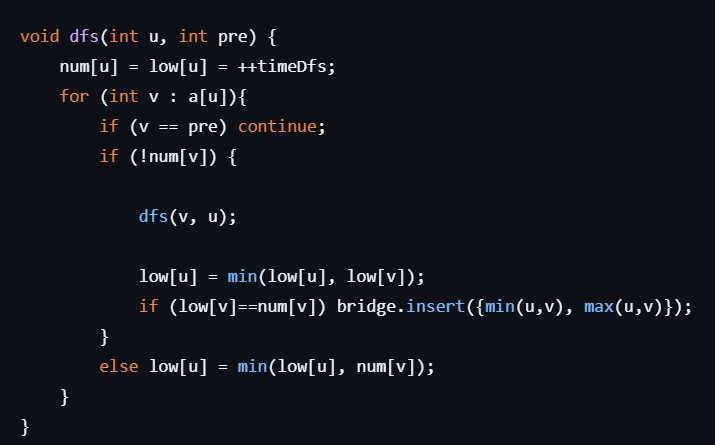 void dfs(int u, int pre) {
    num[u] = low[u] = ++timeDfs;
    for (int v : a[u]){
        if (v == pre) continue;
        if (!num[v]) {
            dfs(v, u);
            low[u] = min(low[u], low[v]);
            if (low[v]==num[v]) bridge.insert({min(u,v), max(u,v)});
        }
        else low[u] = min(low[u], num[v]);
    }
}